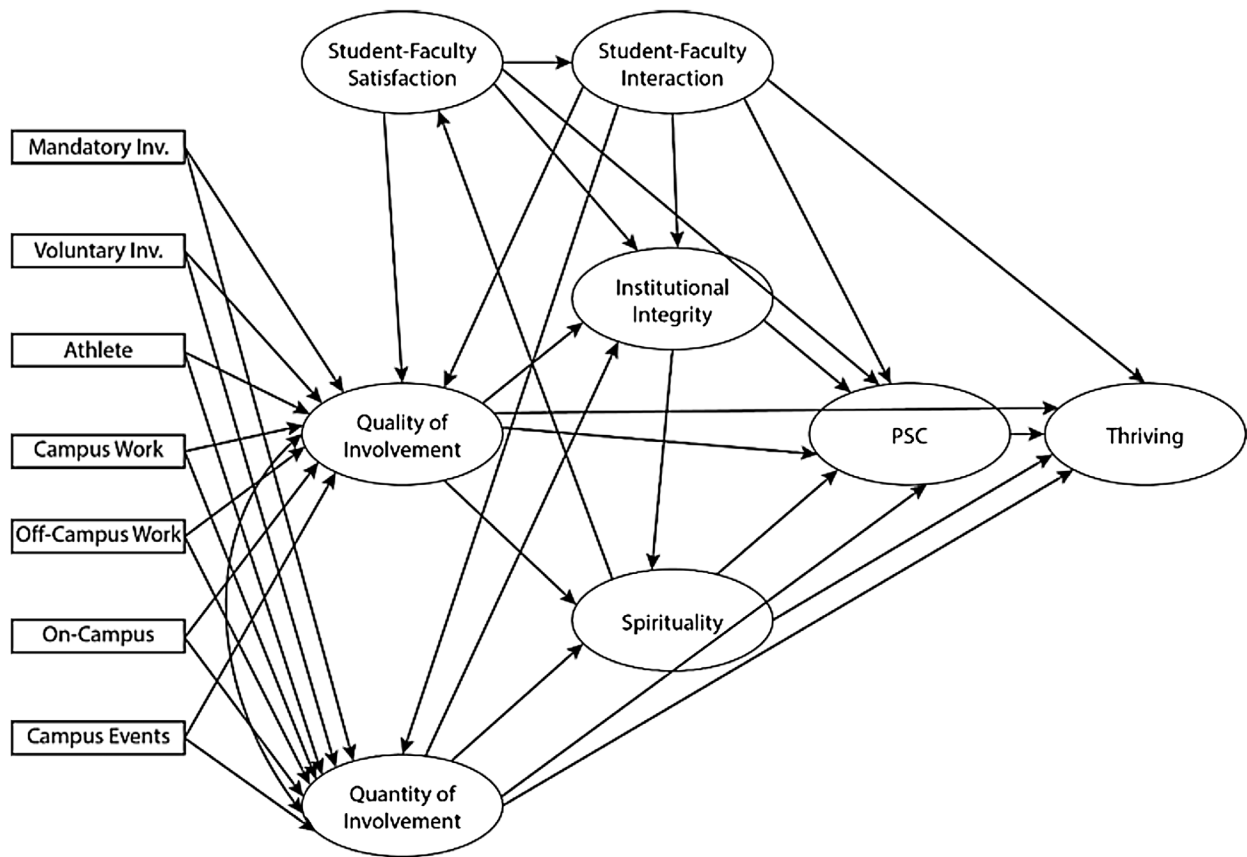 Student-Faculty
Satisfaction
Student-Faculty
Interaction
Mandatory Inv.
Voluntary Inv.
Athlete
Campus Work
Off-Campus Work
On-Campus
Campus Events
Institutional
Integrity
Quality of
Involvement
PSC
Thriving
Spirituality
Quantity of
Involvement